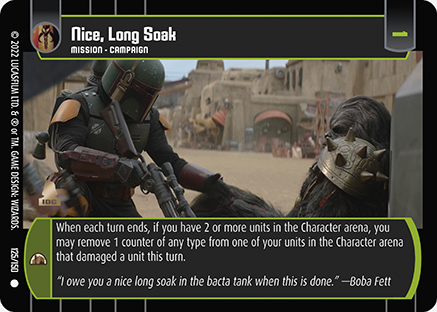 Nice, Long Soak
MISSION - CAMPAIGN
When each turn ends, if you have 2 or more units in the Character arena, you
may remove 1 counter of any type from one of your units in the Character arena
that damaged a unit this turn.
"I owe you a nice long soak in the bacta tank when this is done." —Boba Fett
© 2022 LUCASFILM LTD. & ® or TM. GAME DESIGN: WIZARDS.
125/150